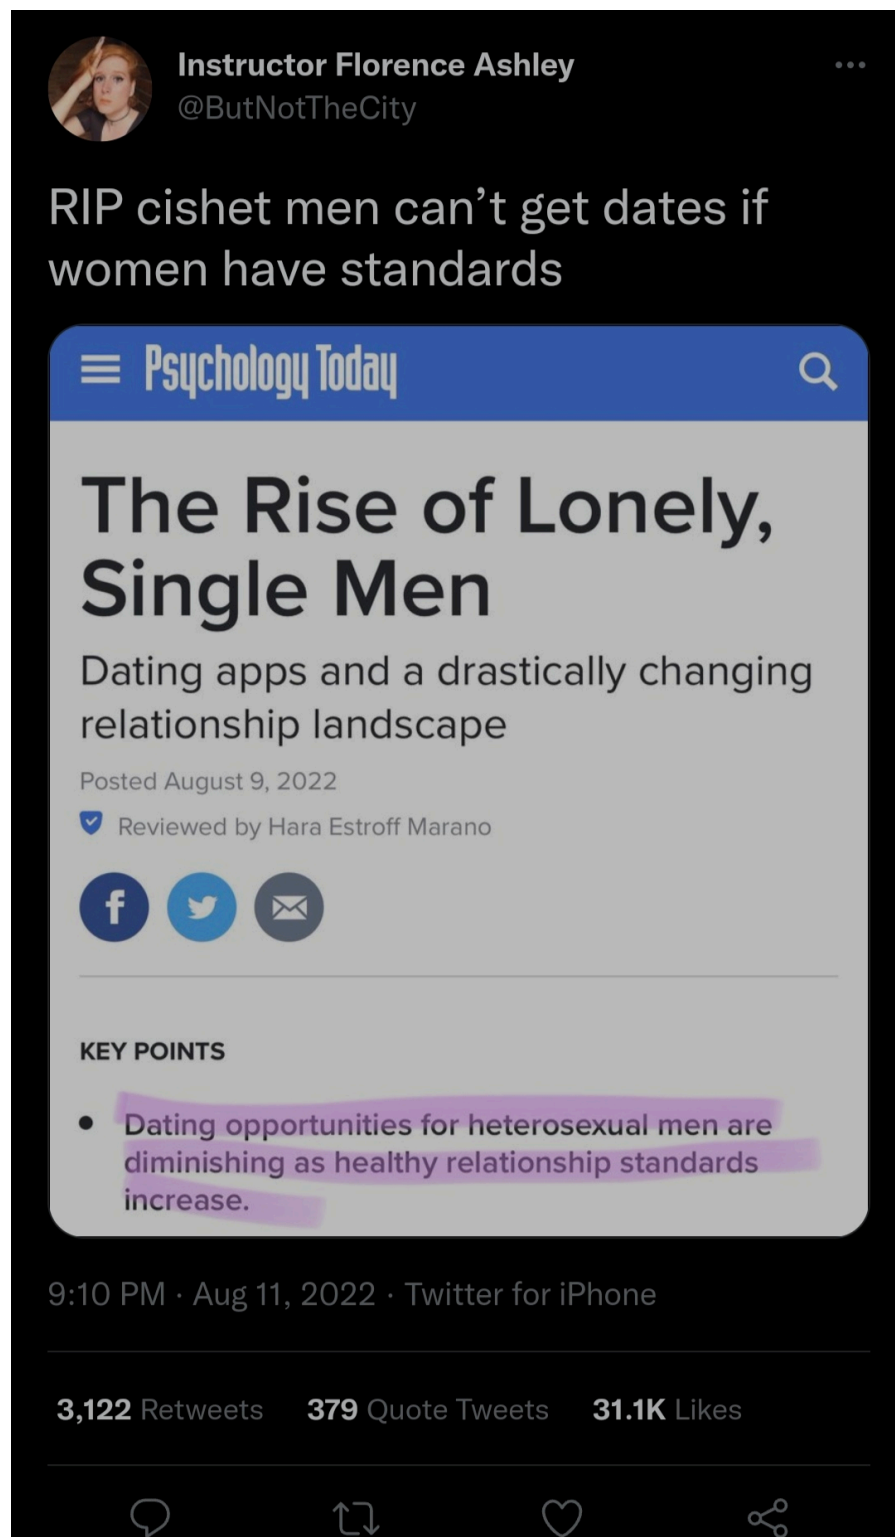 Instructor Florence Ashley
@ButNotTheCity
RIP cishet men can’t get dates if
women have standards
Psychology Today
The Rise of Lonely,
Single Men
Dating apps and a drastically changing
relationship landscape
Posted August 9, 2022
Reviewed by Hara Estroff Marano
f
KEY POINTS
• Dating opportunities for heterosexual men are
diminishing as healthy relationship standards
increase.
9:10 PM · Aug 11, 2022 · Twitter for iPhone
3,122 Retweets 379 Quote Tweets 31.1K Likes